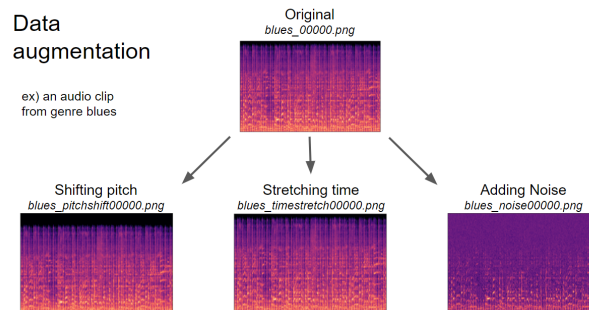 Data
augmentation
ex) an audio clip
from genre blues
Original
blues_00000.png
Shifting pitch
blues_pitchshift00000.png
Stretching time
blues_timestretch00000.png
Adding Noise
blues_noise00000.png